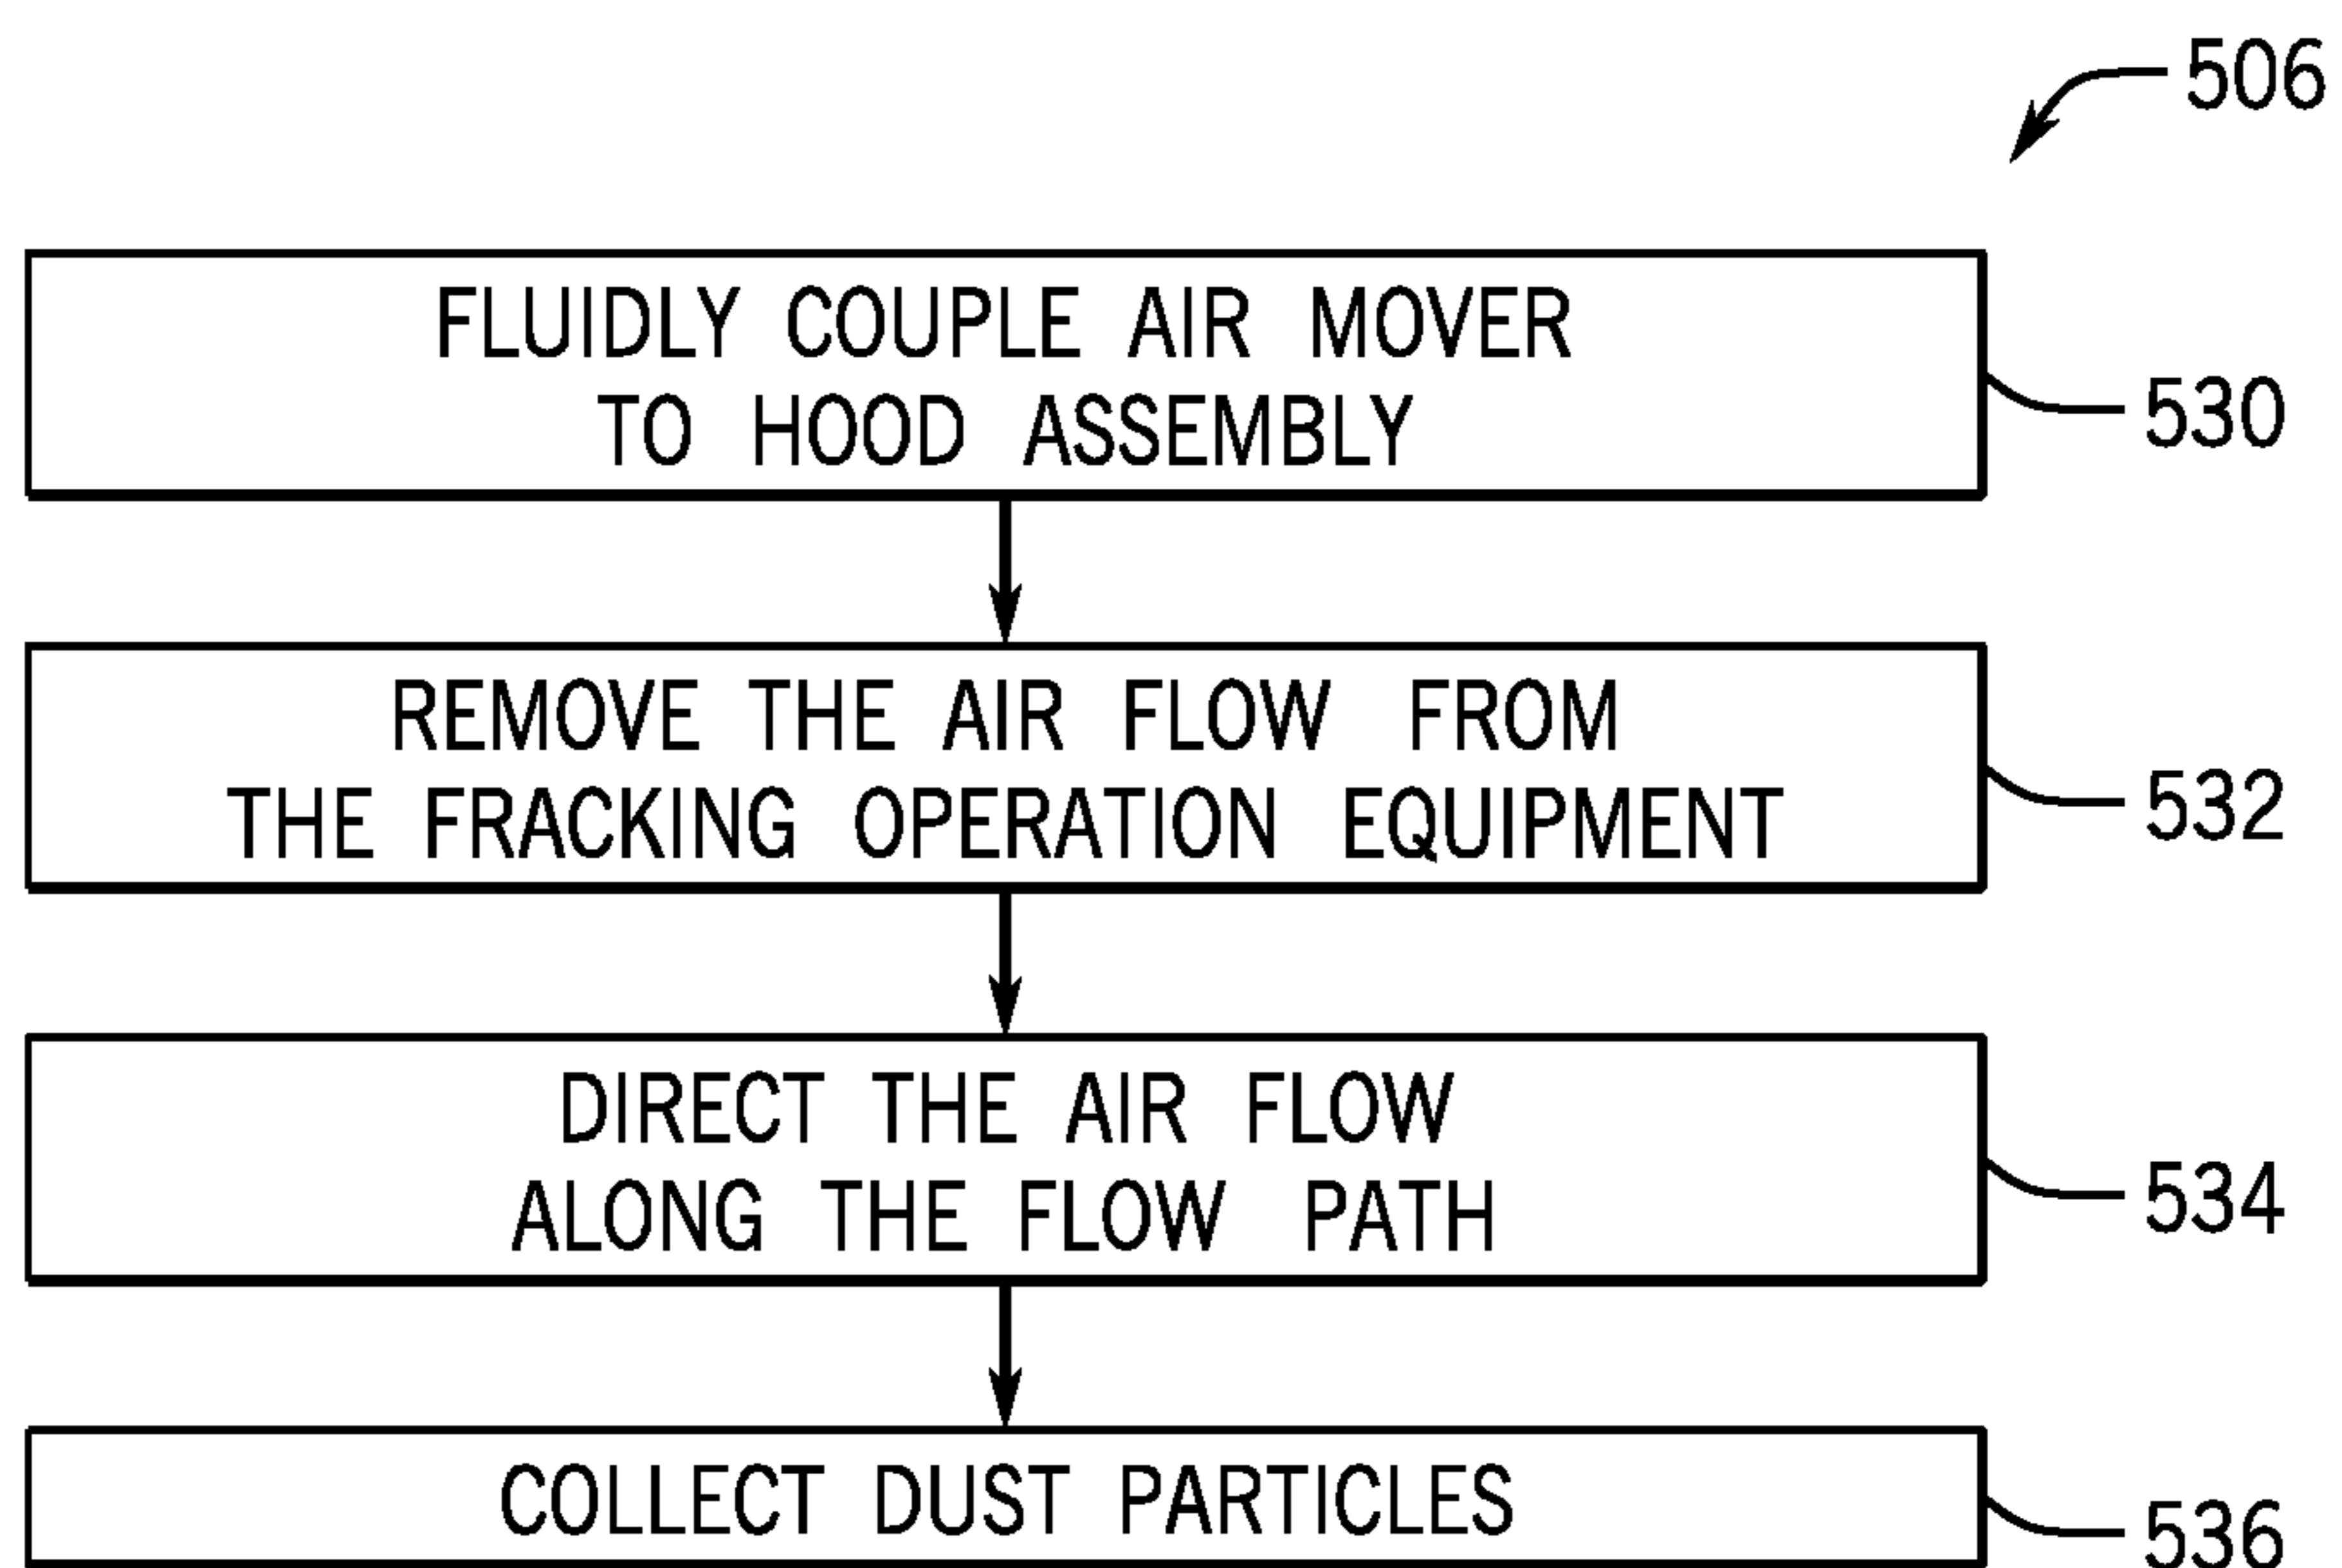 506
FLUIDLY COUPLE AIR MOVER
TO HOOD ASSEMBLY
530
REMOVE THE AIR FLOW FROM
THE FRACKING OPERATION EQUIPMENT
532
DIRECT THE AIR FLOW
ALONG THE FLOW PATH
534
COLLECT DUST PARTICLES
536